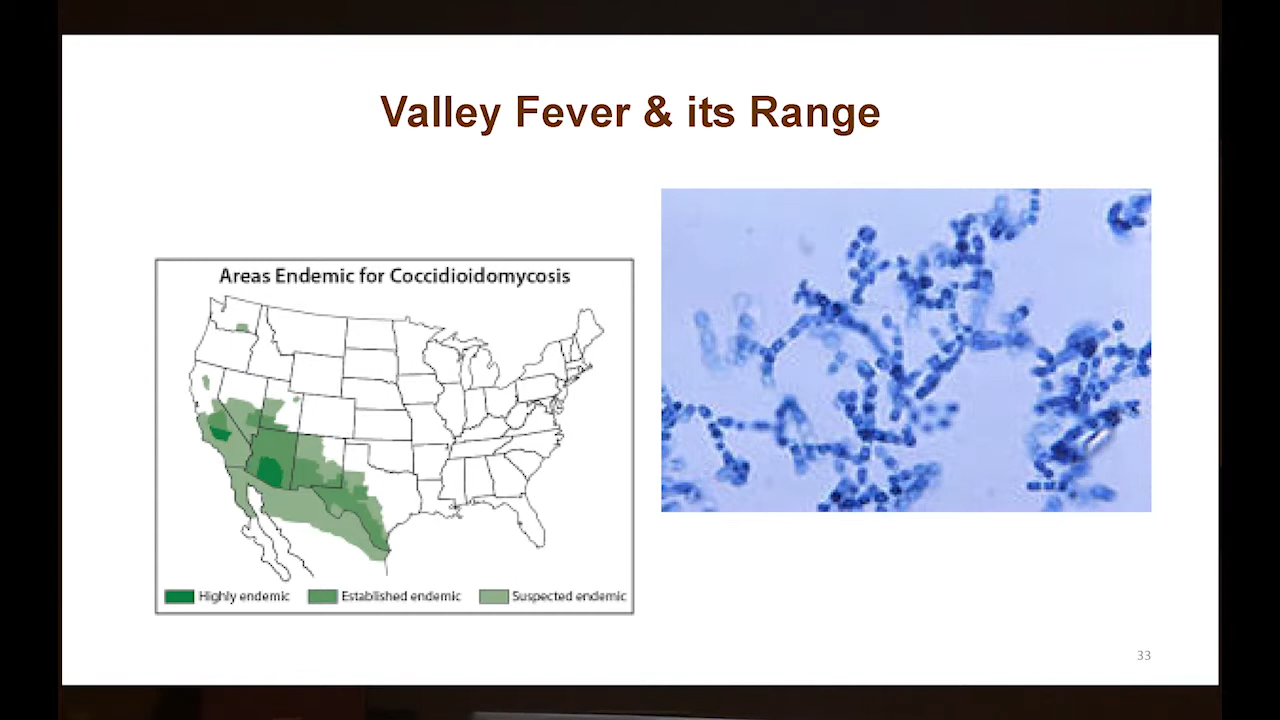 Valley Fever & its Range
Areas Endemic for Coccidioidomycosis
Highly endemic
Established endemic
Suspected endemic
33